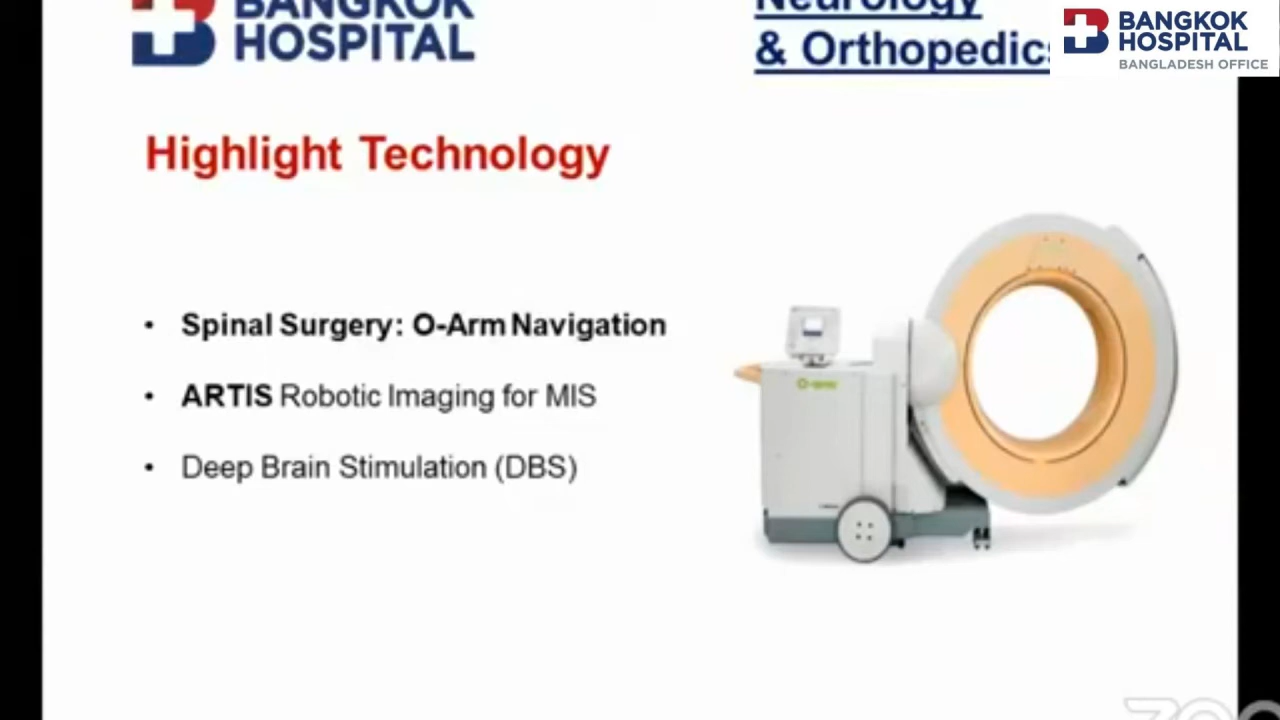 BANGKOK
HOSPITAL
Neurology
& Orthopedics
BANGKOK
HOSPITAL
BANGLADESH OFFICE
Highlight Technology
• Spinal Surgery: O-Arm Navigation
• ARTIS Robotic Imaging for MIS
• Deep Brain Stimulation (DBS)